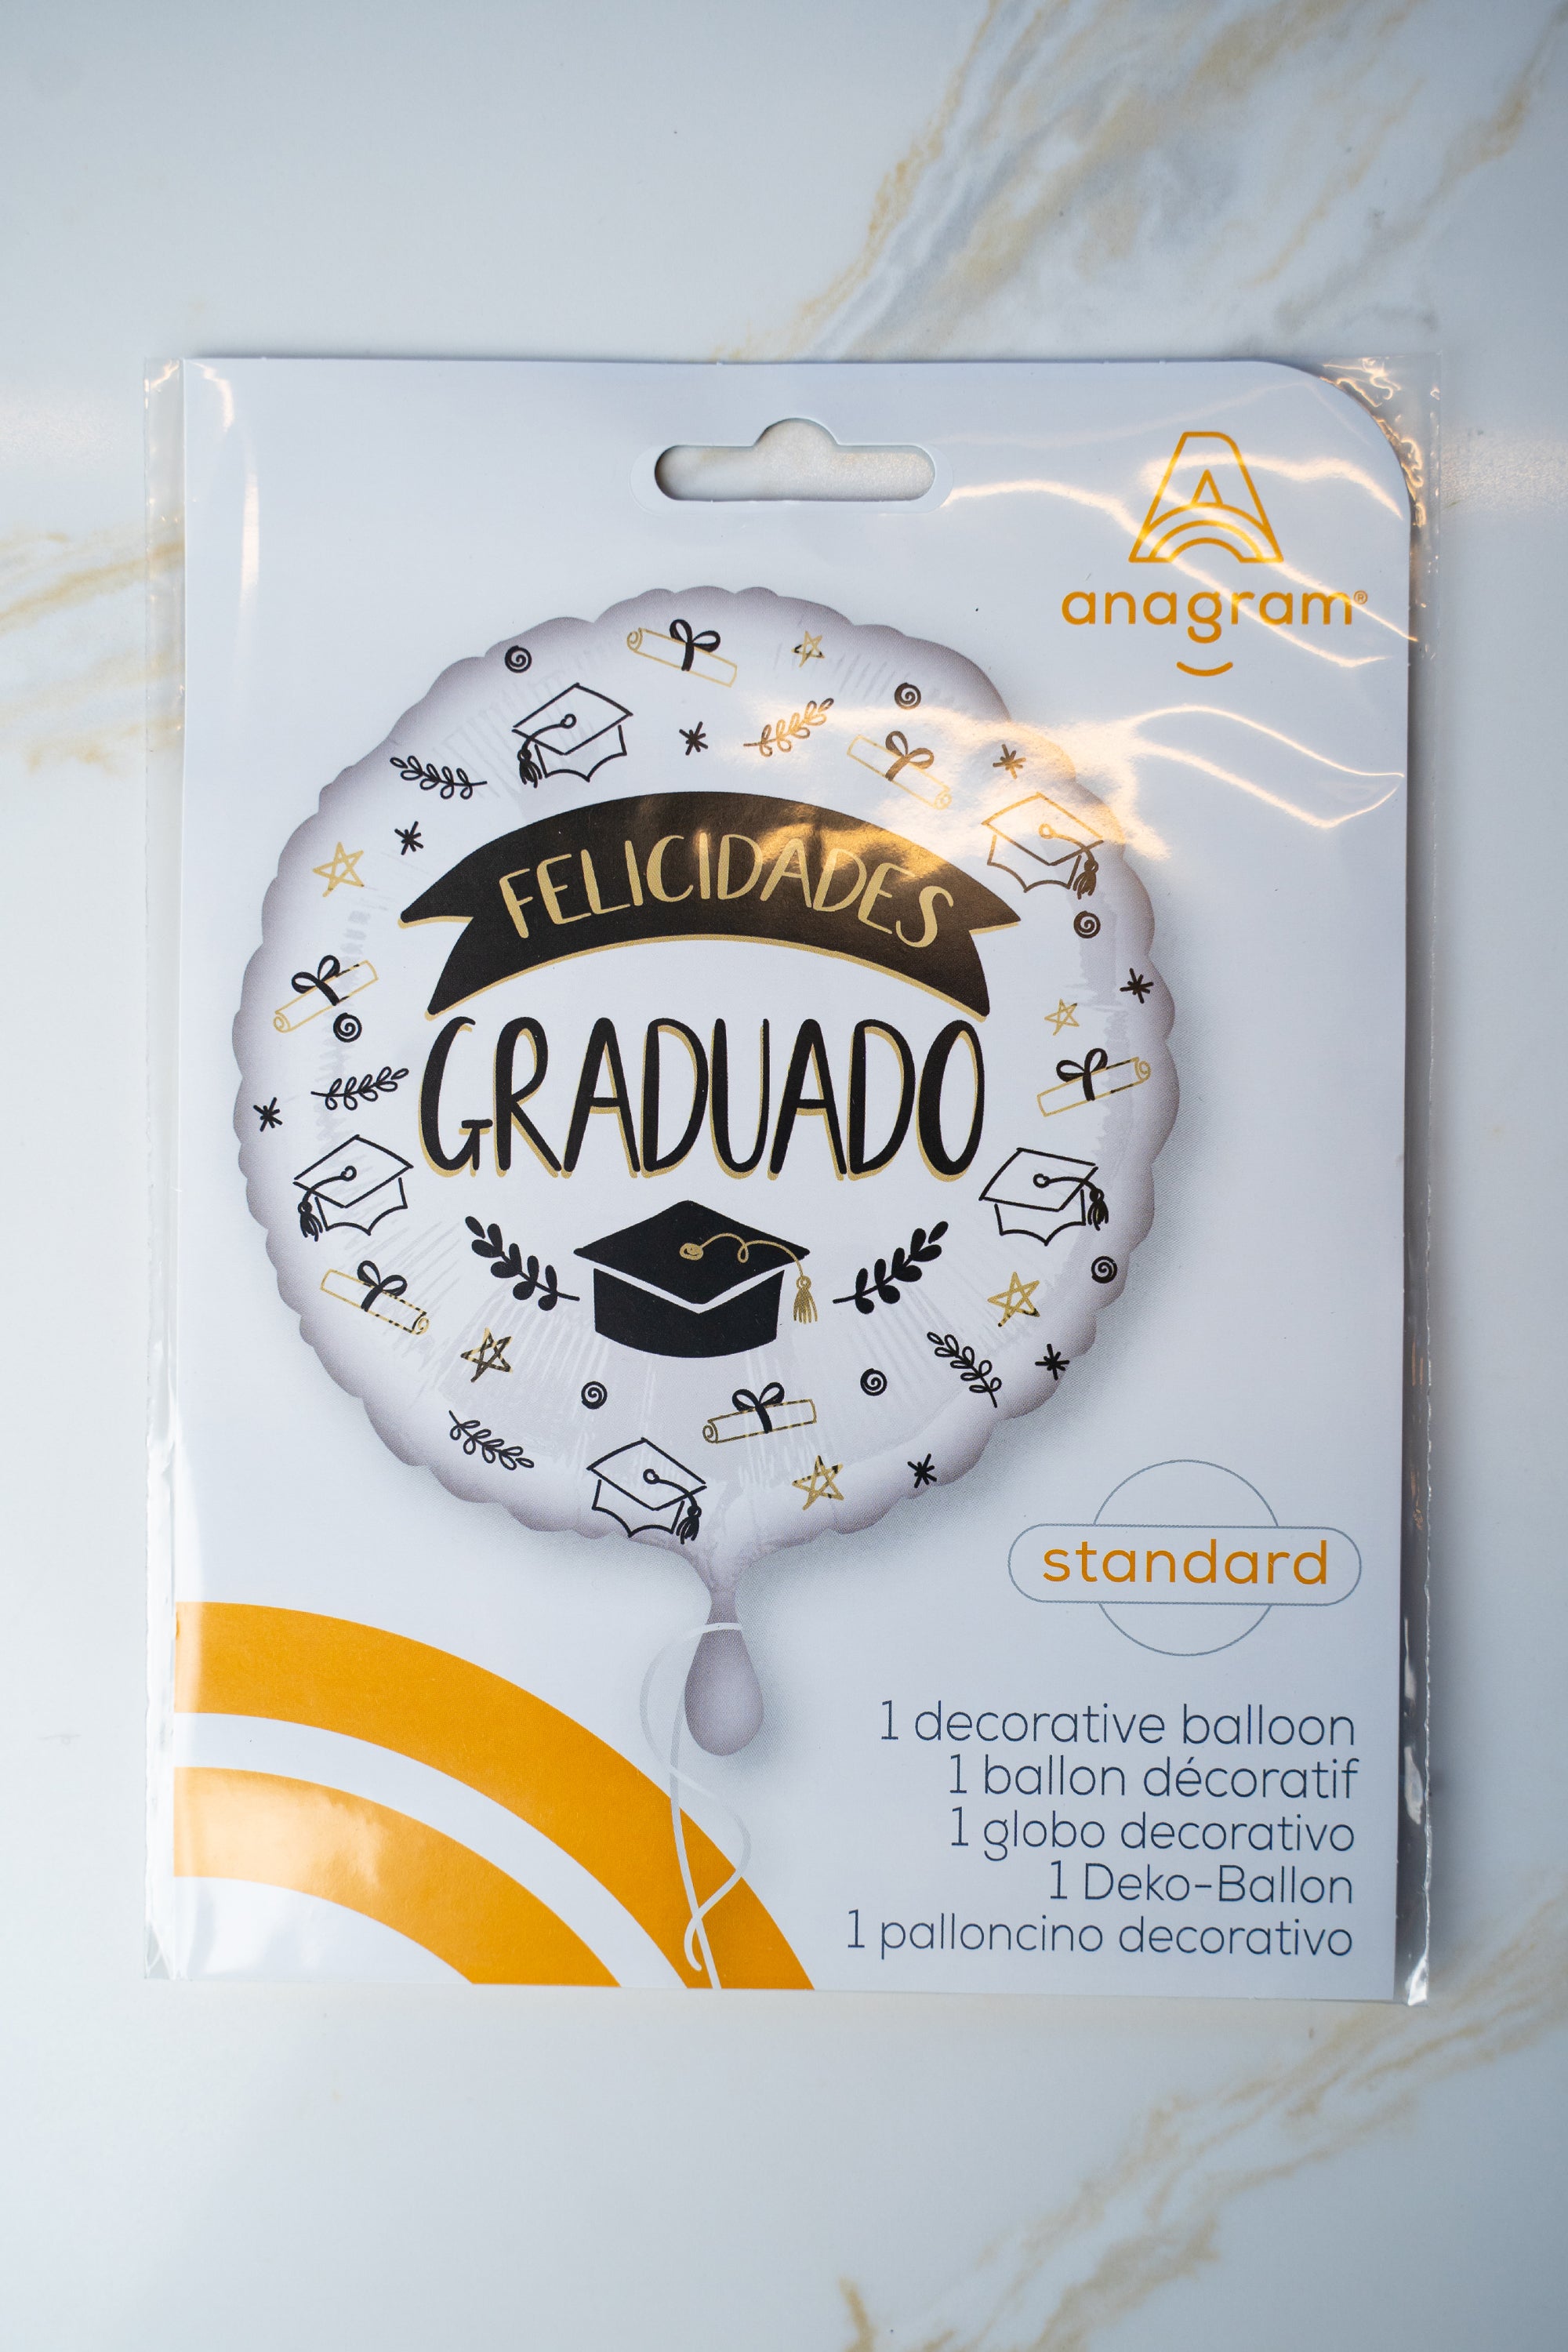 anagram®
FELICIDADES
GRADUADO
standard
1 decorative balloon
1 ballon décoratif
1 globo decorativo
1 Deko-Ballon
1 palloncino decorativo